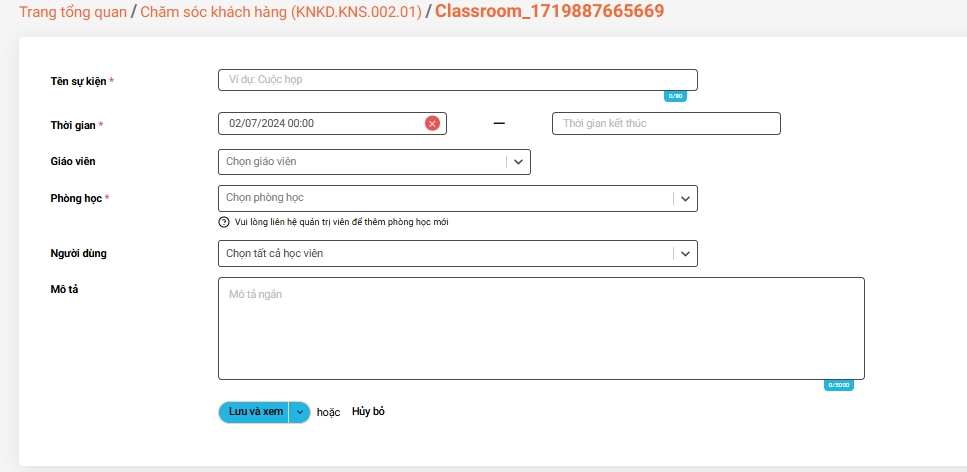 Trang tổng quan / Chăm sóc khách hàng (KNKD.KNS.002.01) / Classroom_1719887665669
Tên sự kiện *
Ví dụ: Cuộc họp
0/80
Thời gian *
02/07/2024 00:00
—
Thời gian kết thúc
Giáo viên
Chọn giáo viên
Phòng học *
Chọn phòng học
Vui lòng liên hệ quản trị viên để thêm phòng học mới
Người dùng
Chọn tất cả học viên
Mô tả
Mô tả ngắn
0/5000
Lưu và xem hoặc Hủy bỏ